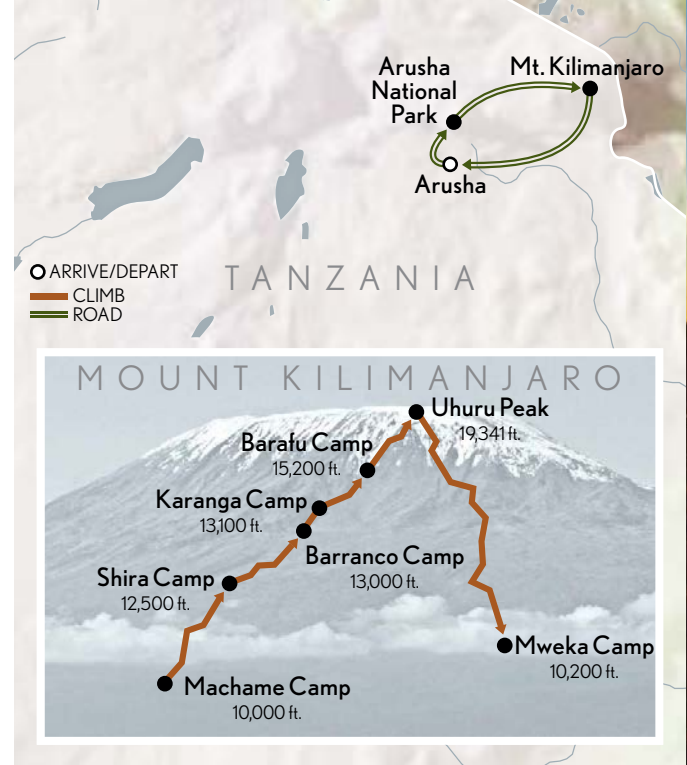 Arusha
National
Park
Mt. Kilimanjaro
Arusha
ARRIVE/DEPART
CLIMB
ROAD
TANZANIA
MOUNT KILIMANJARO
Uhuru Peak
19,341 ft.
Barafu Camp
15,200 ft.
Karanga Camp
13,100 ft.
Barranco Camp
13,000 ft.
Shira Camp
12,500 ft.
Mweka Camp
10,200 ft.
Machame Camp
10,000 ft.